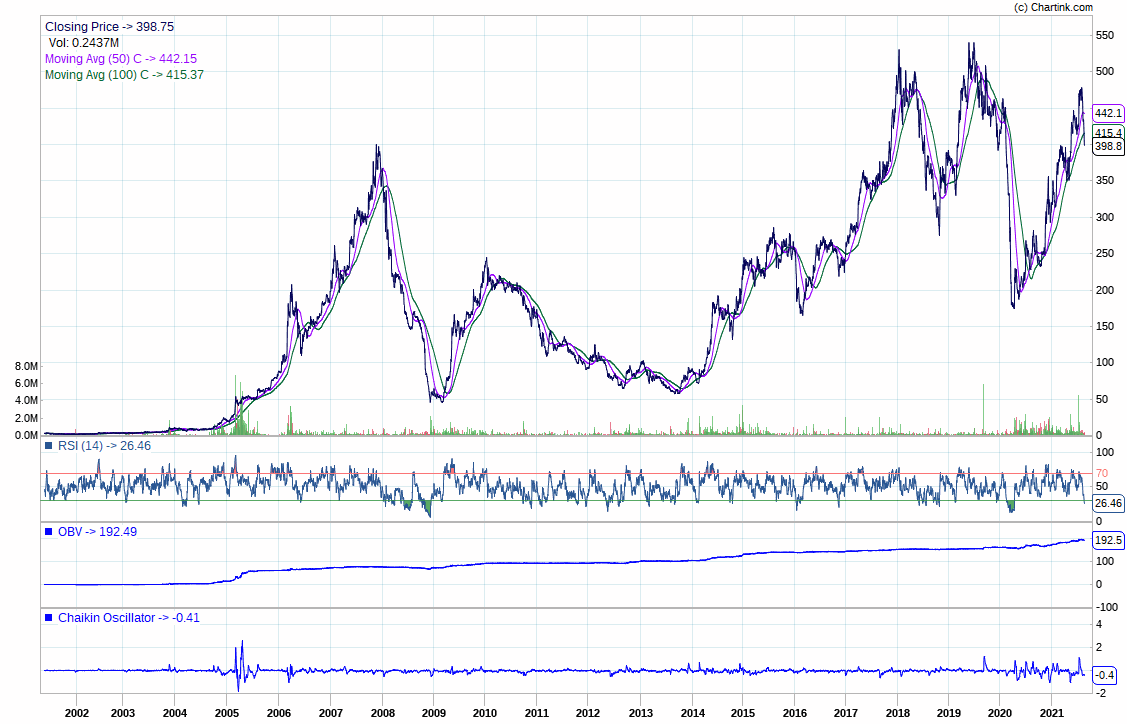 (c) Chartink.com
Closing Price -> 398.75
Vol: 0.2437M
Moving Avg (50) C -> 442.15
Moving Avg (100) C -> 415.37
550
500
442.1
415.4
398.8
350
300
250
200
150
100
50
0
8.0M
6.0M
4.0M
2.0M
0.0M
RSI (14) -> 26.46
100
70
50
26.46
0
OBV -> 192.49
192.5
100
0
-100
Chaikin Oscillator -> -0.41
4
2
-0.4
-2
2002 2003 2004 2005 2006 2007 2008 2009 2010 2011 2012 2013 2014 2015 2016 2017 2018 2019 2020 2021